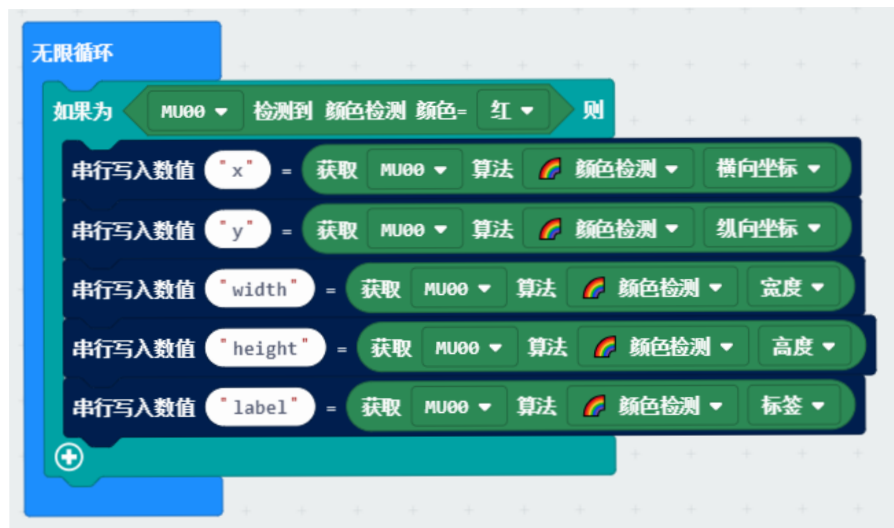 无限循环
如果为 MU00 检测到 颜色检测 颜色= 红 则
串行写入数值 "x" = 获取 MU00 算法 颜色检测 横向坐标
串行写入数值 "y" = 获取 MU00 算法 颜色检测 纵向坐标
串行写入数值 "width" = 获取 MU00 算法 颜色检测 宽度
串行写入数值 "height" = 获取 MU00 算法 颜色检测 高度
串行写入数值 "label" = 获取 MU00 算法 颜色检测 标签